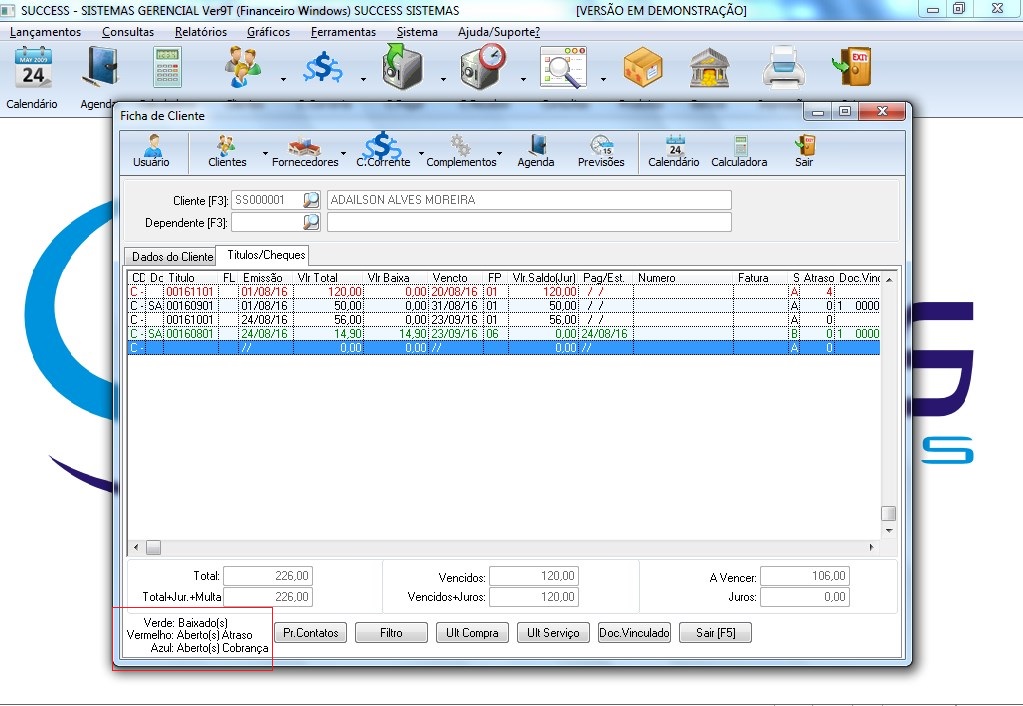 SUCCESS - SISTEMAS GERENCIAL Ver9T (Financeiro Windows) SUCCESS SISTEMAS [VERSÃO EM DEMONSTRAÇÃO]
Lançamentos Consultas Relatórios Gráficos Ferramentas Sistema Ajuda/Suporte?
MAY 2009
24
EXIT
Calendário Agenda
Ficha de Cliente
Usuário Clientes Fornecedores C.Corrente Complementos Agenda Previsões Calendário Calculadora Sair
Cliente [F3]: SS000001 ADAILSON ALVES MOREIRA
Dependente [F3]:
Dados do Cliente Titulos/Cheques
CD Dc Titulo FL Emissão Vlr Total Vlr Baixa Vencto FP Vlr.Saldo(Jur) Pag/Est. Numero Fatura S Atraso Doc.Vinc
C - 00161101 01/08/16 120,00 0,00 20/08/16 01 120,00 / / A 4
C - SA 00160901 01/08/16 50,00 0,00 31/08/16 01 50,00 / / A 0 1 0000
C - 00161001 24/08/16 56,00 0,00 23/09/16 01 56,00 / / A 0
C - SA 00160801 24/08/16 14,90 14,90 23/09/16 06 0,00 24/08/16 B 0 1 0000
C - // 0,00 0,00 // 0,00 // A 0
Total: 226,00 Vencidos: 120,00 A Vencer: 106,00
Total+Jur.+Multa 226,00 Vencidos+Juros: 120,00 Juros: 0,00
Verde: Baixado(s)
Vermelho: Aberto(s) Atraso
Azul: Aberto(s) Cobrança
Pr.Contatos Filtro Ult Compra Ult Serviço Doc.Vinculado Sair [F5]